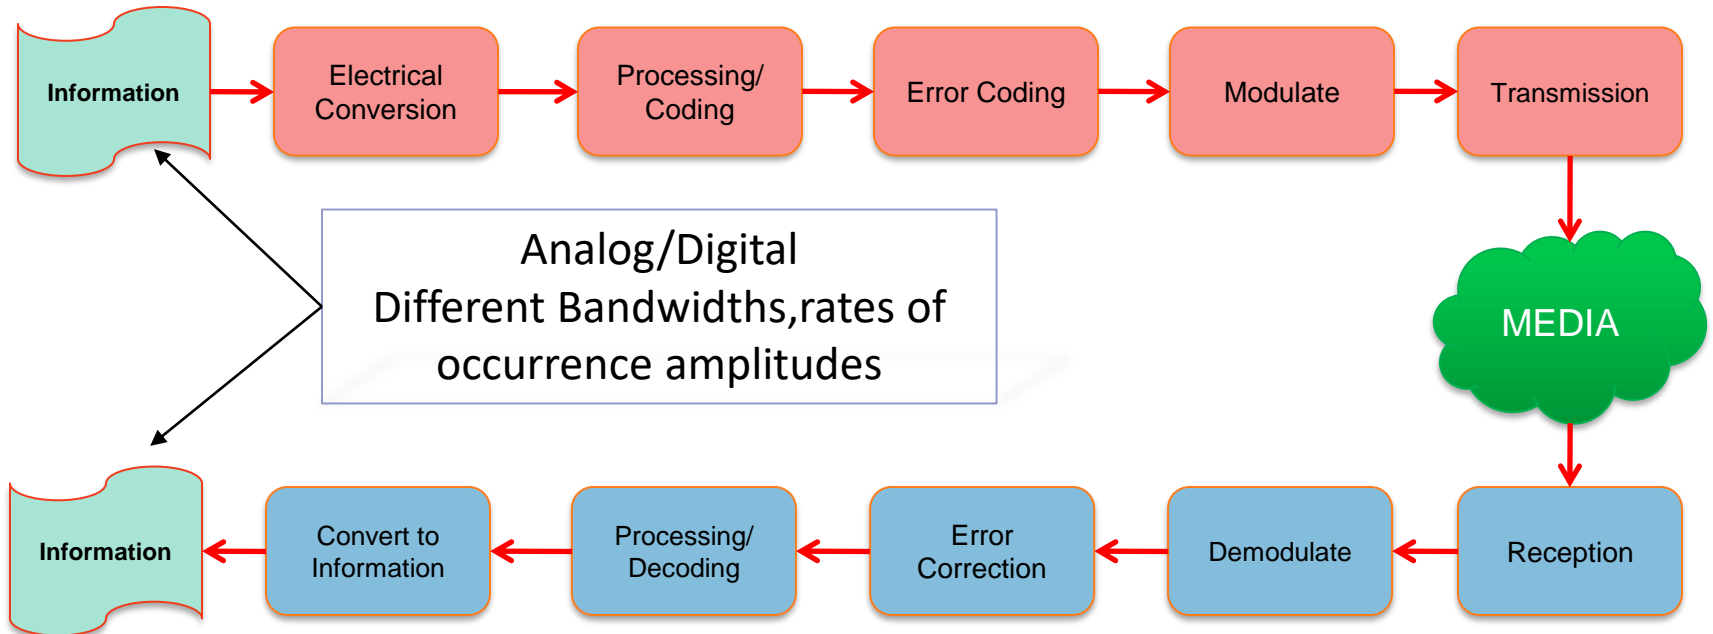 Information
Electrical
Conversion
Processing/
Coding
Error Coding
Modulate
Transmission
Analog/Digital
Different Bandwidths,rates of
occurrence amplitudes
MEDIA
Information
Convert to
Information
Processing/
Decoding
Error
Correction
Demodulate
Reception